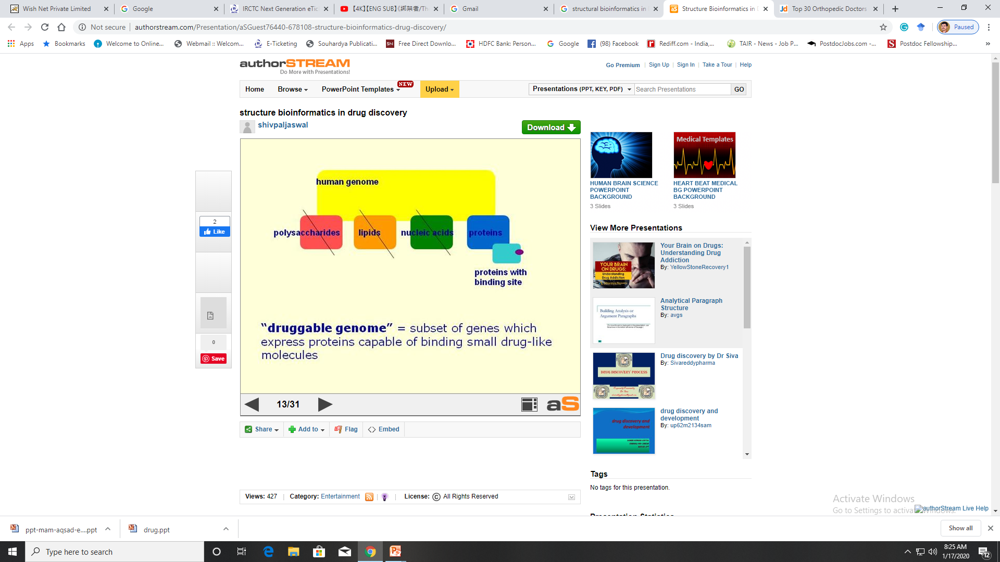 Wish Net Private Limited
Google
IRCTC Next Generation eTic
【4K】【ENG SUB】《绑架者/Th
Gmail
structural bioinformatics in
Structure Bioinformatics in
Top 30 Orthopedic Doctors
Not secure
authorstream.com/Presentation/aSGuest76440-678108-structure-bioinformatics-drug-discovery/
Paused
Apps
Bookmarks
Welcome to Online...
Webmail :: Welcom...
E-Ticketing
Souhardya Publicati...
Free Direct Downlo...
HDFC Bank: Person...
Google
(98) Facebook
Rediff.com - India,...
TAIR - News - Job P...
PostdocJobs.com -...
Postdoc Fellowship...
»
authorSTREAM
Do More with Presentations!
Go Premium | Sign Up | Sign In | Take a Tour | Help
Home
Browse
PowerPoint Templates
NEW
Upload
Presentations (PPT, KEY, PDF)
Search Presentations
GO
structure bioinformatics in drug discovery
shivpaljaswal
Download
human genome
polysaccharides
lipids
nucleic acids
proteins
proteins with
binding site
“druggable genome” = subset of genes which
express proteins capable of binding small drug-like
molecules
13/31
aS
2
Like
0
Save
Share
Add to
Flag
Embed
Views: 427
Category: Entertainment
License: © All Rights Reserved
Medical Templates
HUMAN BRAIN SCIENCE
POWERPOINT
BACKGROUND
3 Slides
HEART BEAT MEDICAL
BG POWERPOINT
BACKGROUND
3 Slides
View More Presentations
YOUR BRAIN
ON DRUGS:
Understanding
Drug Addiction
Your Brain on Drugs:
Understanding Drug
Addiction
By: YellowStoneRecovery1
Building Analysis or
Argument Paragraphs
Analytical Paragraph
Structure
By: avgs
DRUG DISCOVERY PROCESS
Drug discovery by Dr Siva
By: Sivareddypharma
drug discovery and
development
drug discovery and
development
By: up62m2134sam
Tags
No tags for this presentation.
Presentation Statistics
Activate Windows
Go to Settings to activate Windows.
authorStream Live Help
ppt-mam-aqsad-e....ppt
drug.ppt
Show all
Type here to search
8:25 AM
1/17/2020
12